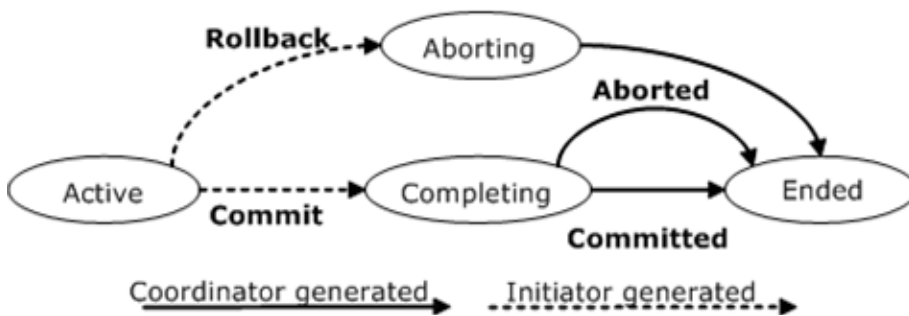 Rollback
Aborting
Aborted
Active
Completing
Ended
Commit
Committed
Coordinator generated
Initiator generated